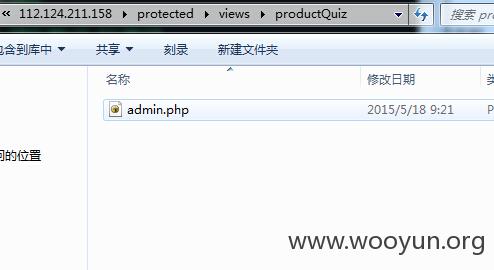 « 112.124.211.158 ▸ protected ▸ views ▸ productQuiz
搜索 pro
包含到库中 ▼ 共享 ▼ 刻录 新建文件夹
名称 修改日期
admin.php 2015/5/18 9:21 P
问的位置
www.wooyun.org